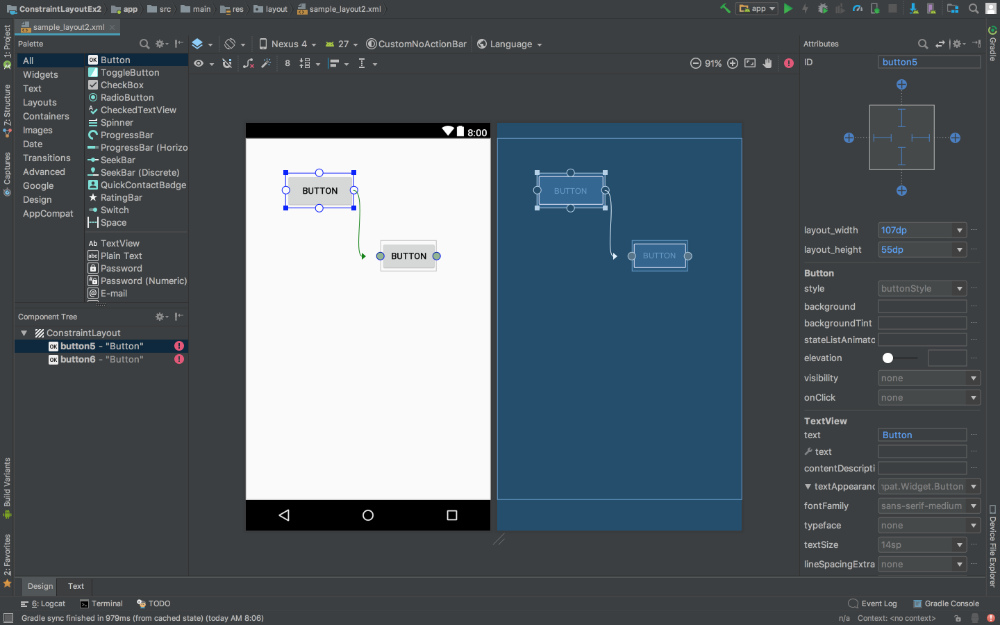 ConstraintLayoutEx2
app
src
main
res
layout
sample_layout2.xml
app
sample_layout2.xml
1: Project
7: Structure
Captures
Build Variants
2: Favorites
Palette
All
Widgets
Text
Layouts
Containers
Images
Date
Transitions
Advanced
Google
Design
AppCompat
OK Button
ToggleButton
CheckBox
RadioButton
CheckedTextView
Spinner
ProgressBar
ProgressBar (Horizo
SeekBar
SeekBar (Discrete)
QuickContactBadge
RatingBar
Switch
Space
Ab TextView
abc Plain Text
Password
Password (Numeric)
@ E-mail
Component Tree
ConstraintLayout
OK button5 - "Button"
OK button6 - "Button"
Nexus 4
27
CustomNoActionBar
Language
8
91%
8:00
BUTTON
BUTTON
BUTTON
BUTTON
Attributes
ID
button5
layout_width
107dp
layout_height
55dp
Button
style
buttonStyle
background
backgroundTint
stateListAnimato
elevation
visibility
none
onClick
none
TextView
text
Button
text
contentDescripti
textAppearanc
npat.Widget.Button
fontFamily
sans-serif-medium
typeface
none
textSize
14sp
lineSpacingExtra
none
Gradle
Device File Explorer
Design
Text
6: Logcat
Terminal
TODO
Event Log
Gradle Console
Gradle sync finished in 979ms (from cached state) (today AM 8:06)
n/a
Context: <no context>